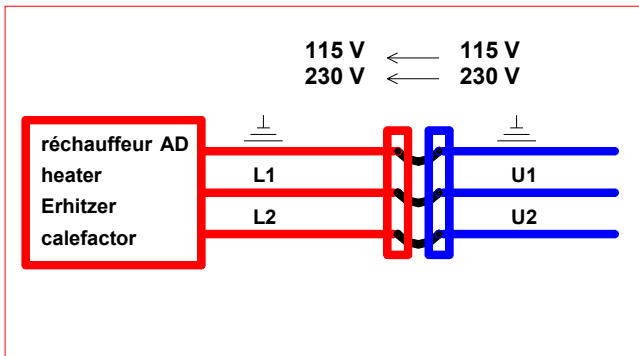 115 V 115 V
230 V 230 V
réchauffeur AD
heater
L1 U1
Erhitzer
L2 U2
calefactor